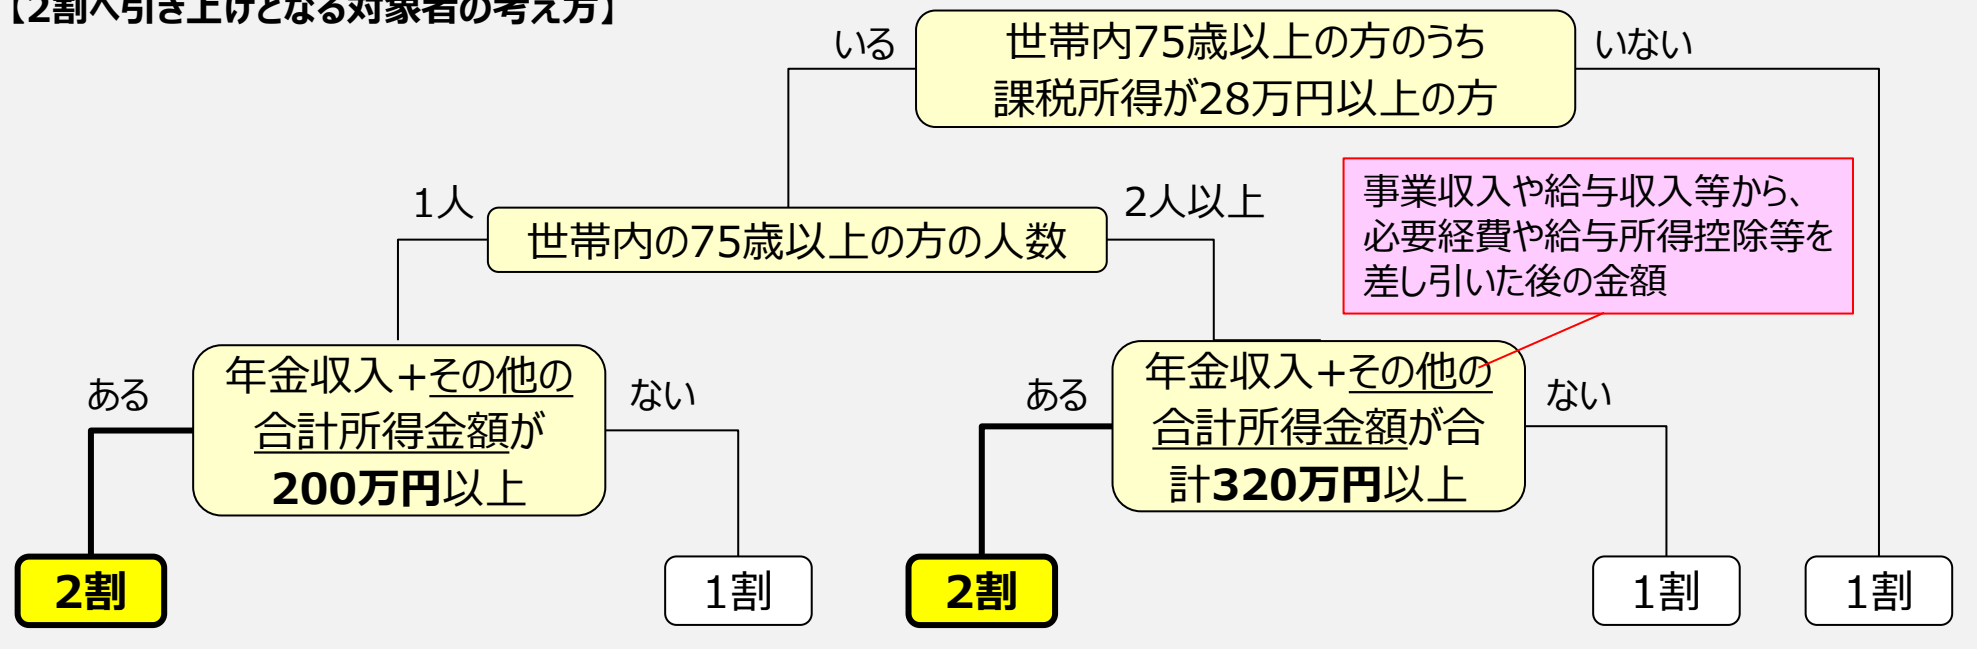 【2割へ引き上げとなる対象者の考え方】
いる
世帯内75歳以上の方のうち
課税所得が28万円以上の方
いない
1人
世帯内の75歳以上の方の人数
2人以上
事業収入や給与収入等から、
必要経費や給与所得控除等を
差し引いた後の金額
ある
年金収入+その他の
合計所得金額が
200万円以上
ない
ある
年金収入+その他の
合計所得金額が合
計320万円以上
ない
2割
1割
2割
1割
1割